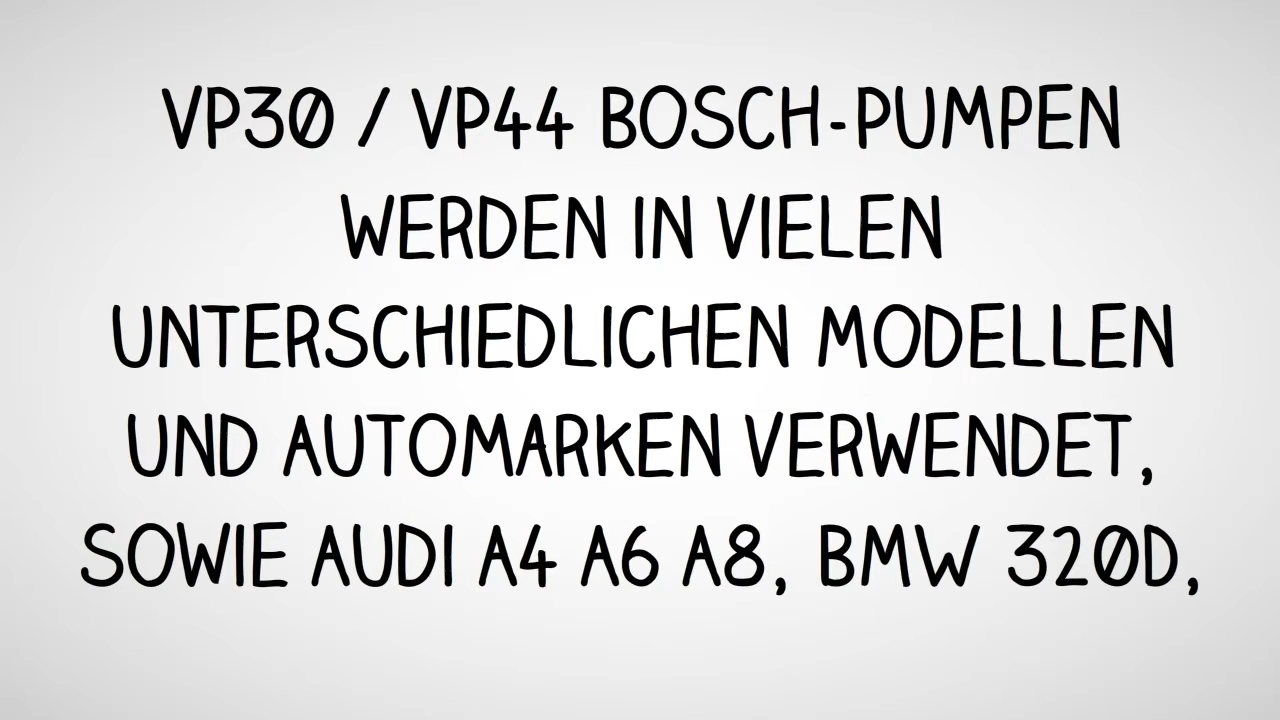 VP30 / VP44 BOSCH-PUMPEN
WERDEN IN VIELEN
UNTERSCHIEDLICHEN MODELLEN
UND AUTOMARKEN VERWENDET,
SOWIE AUDI A4 A6 A8, BMW 320D,